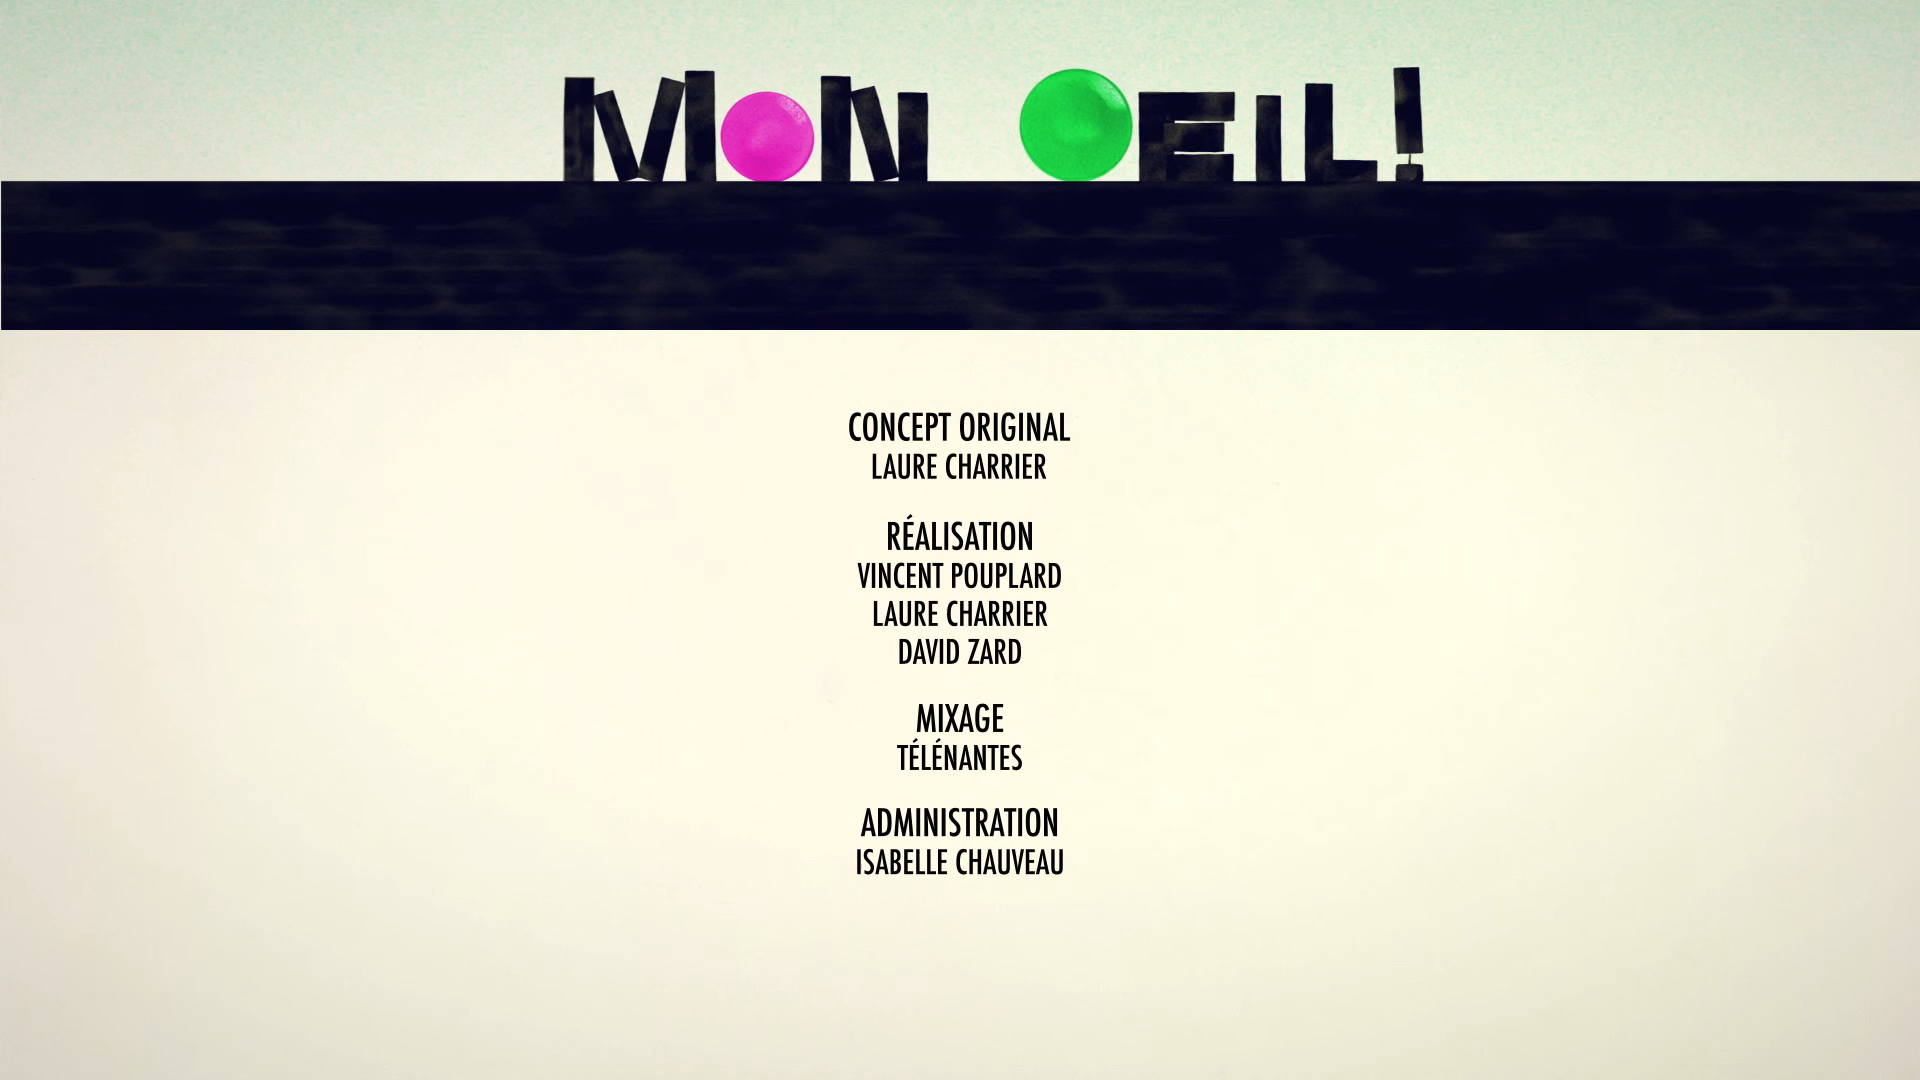 MON OEIL!
CONCEPT ORIGINAL
LAURE CHARRIER
RÉALISATION
VINCENT POUPLARD
LAURE CHARRIER
DAVID ZARD
MIXAGE
TÉLÉNANTES
ADMINISTRATION
ISABELLE CHAUVEAU